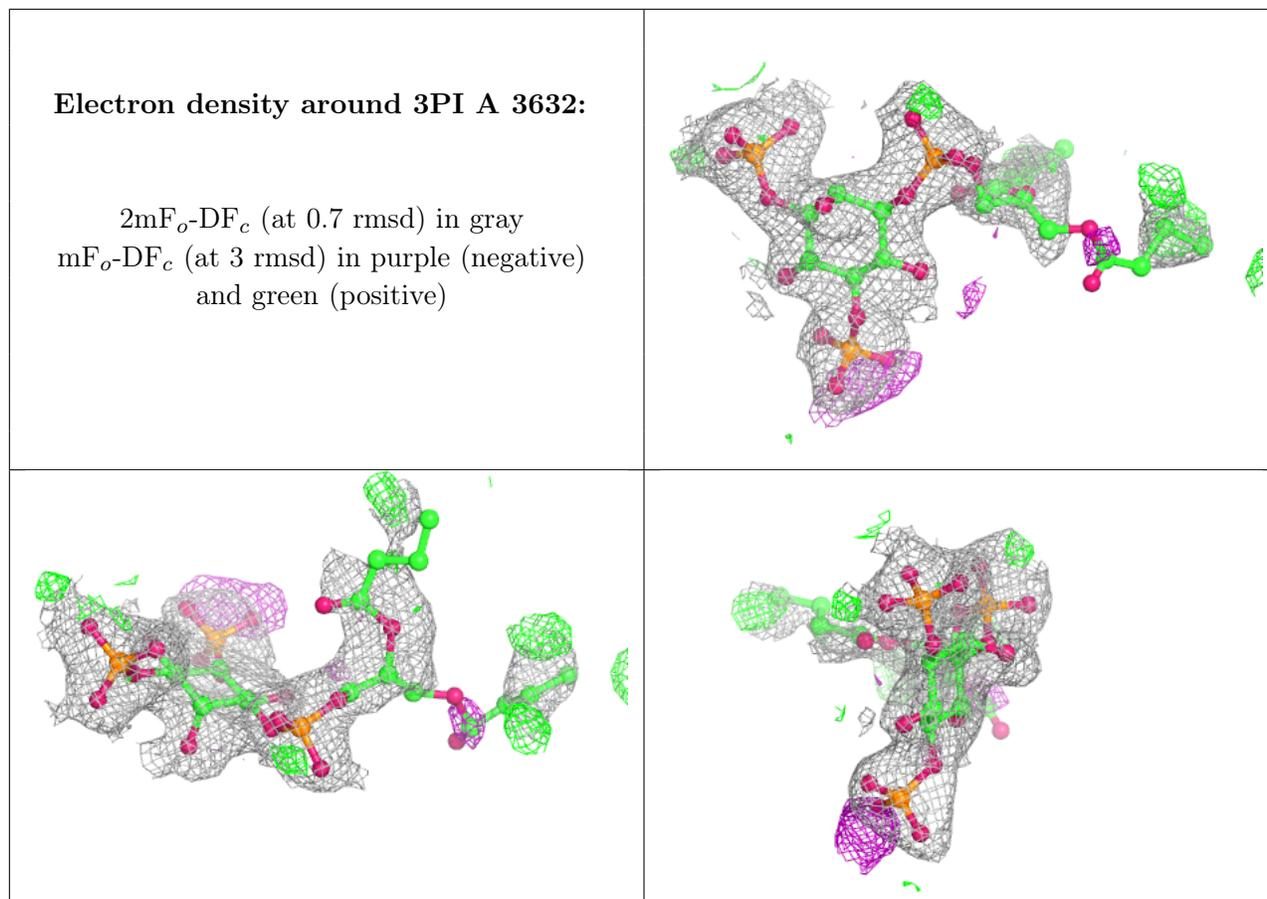 Electron density around 3PI A 3632:
2mFₒ-DF𝒸 (at 0.7 rmsd) in gray
mFₒ-DF𝒸 (at 3 rmsd) in purple (negative)
and green (positive)